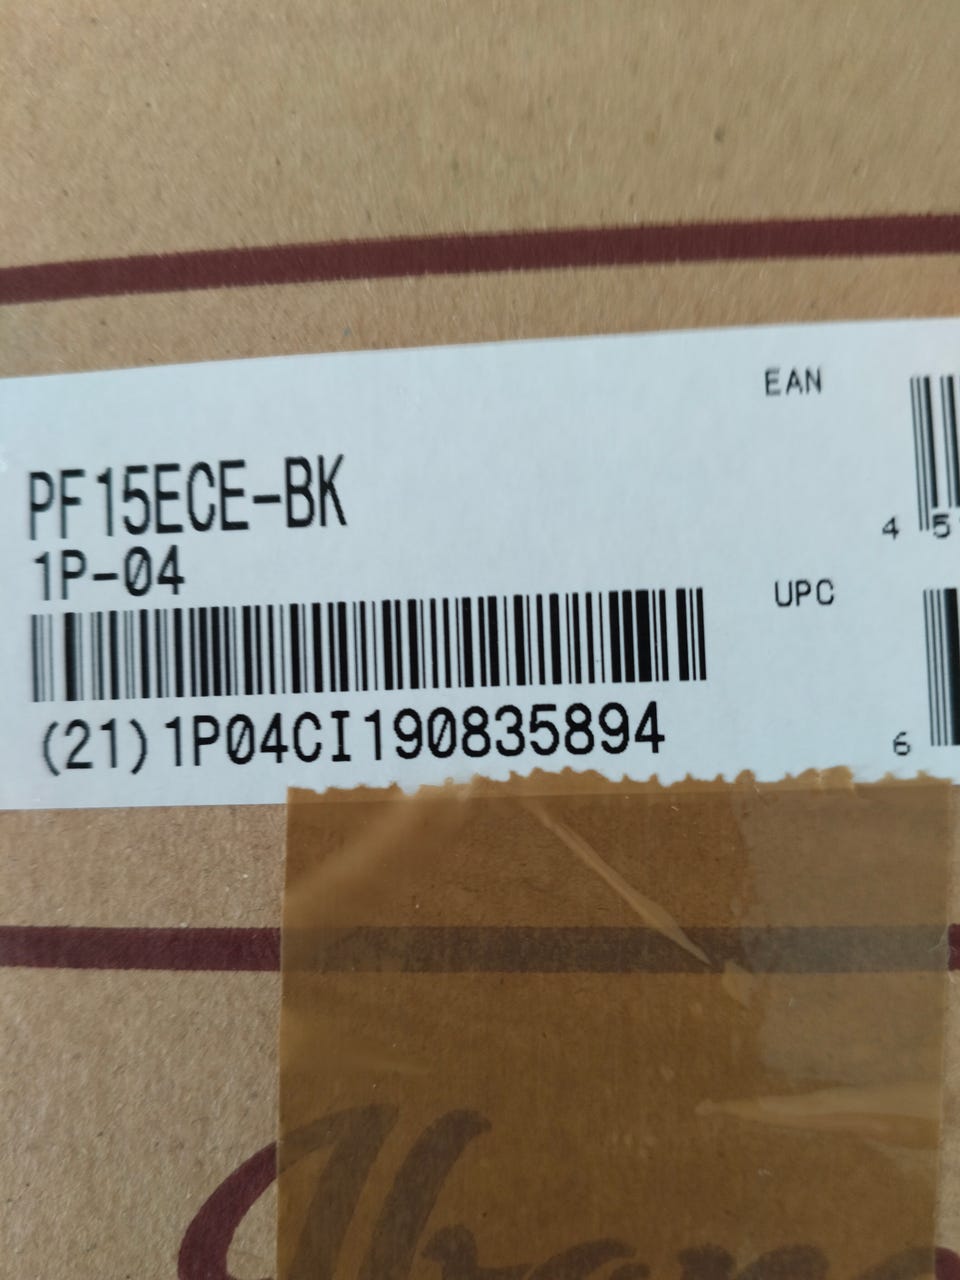 EAN
PF15ECE-BK
4 5
1P-04
UPC
(21)1P04CI190835894
6